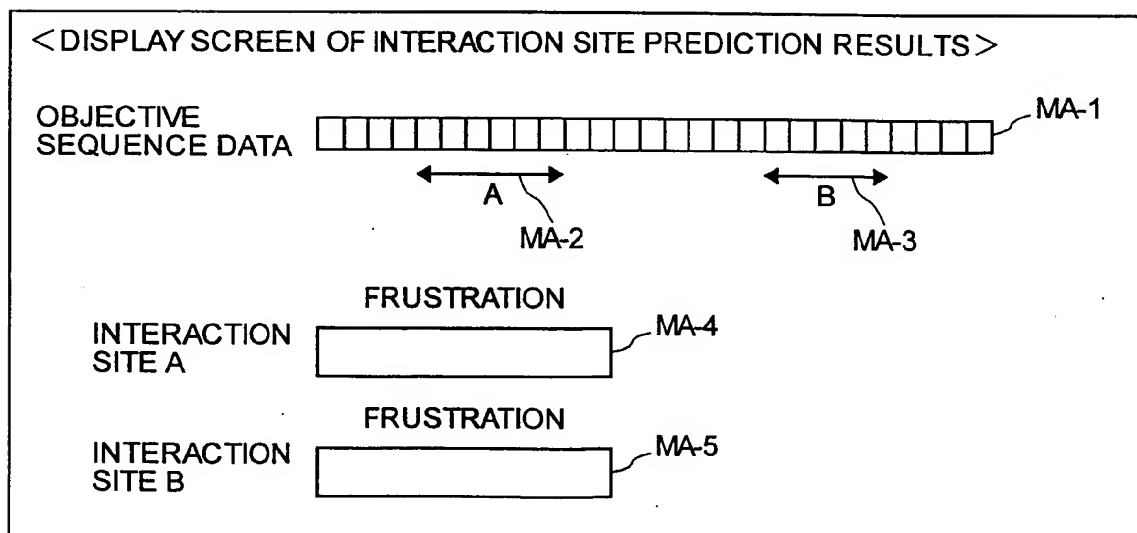 <DISPLAY SCREEN OF INTERACTION SITE PREDICTION RESULTS>
OBJECTIVE
SEQUENCE DATA
MA-1
A
B
MA-2
MA-3
FRUSTRATION
INTERACTION
SITE A
MA-4
FRUSTRATION
INTERACTION
SITE B
MA-5